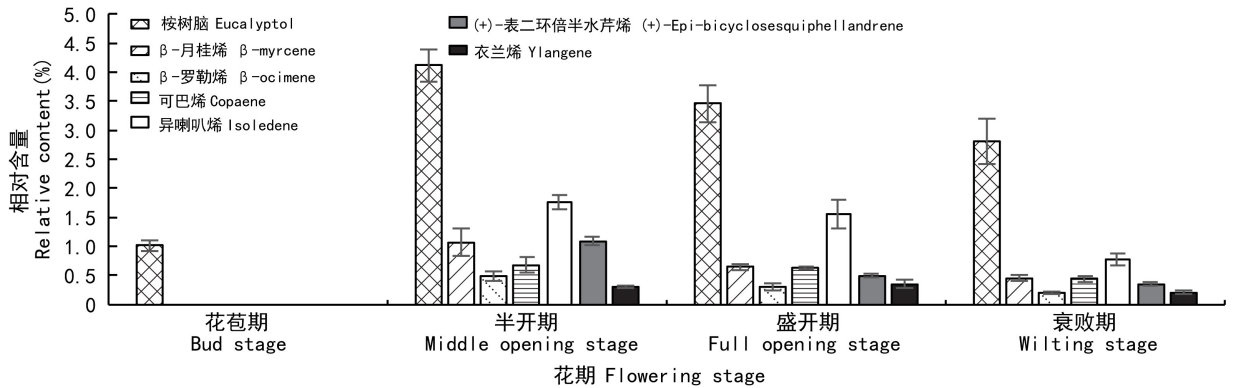 5.0
4.5
4.0
3.5
3.0
2.5
2.0
1.5
1.0
0.5
0
相对含量
Relative content(%)
桉树脑 Eucalyptol
β-月桂烯 β-myrcene
β-罗勒烯 β-ocimene
可巴烯 Copaene
异喇叭烯 Isoledene
(+)-表二环倍半水芹烯 (+)-Epi-bicyclosesquiphellandrene
衣兰烯 Ylangene
花苞期
Bud stage
半开期
Middle opening stage
盛开期
Full opening stage
衰败期
Wilting stage
花期 Flowering stage